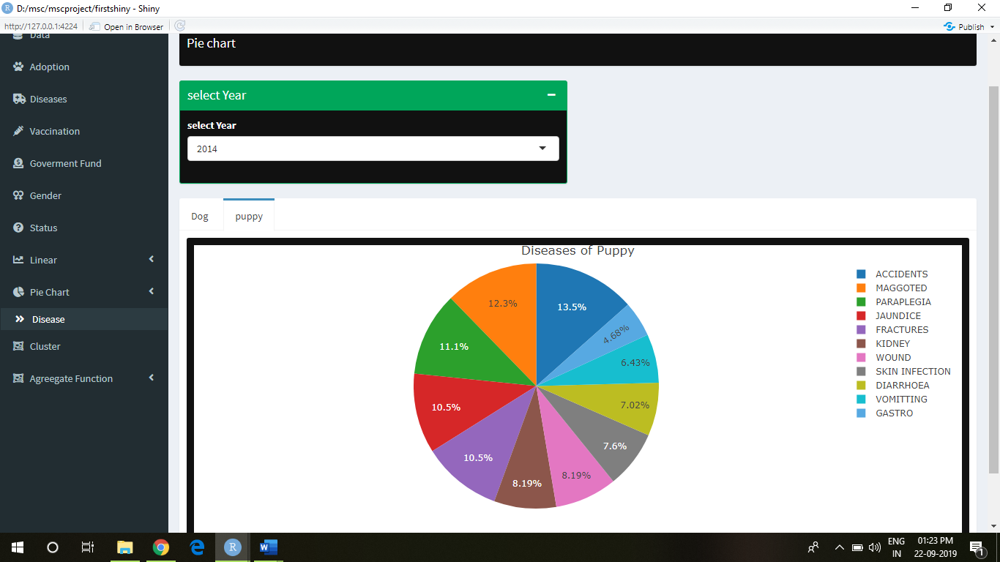 D:/msc/mscproject/firstshiny - Shiny
http://127.0.0.1:4224 Open in Browser Publish
Data
Adoption
Diseases
Vaccination
Goverment Fund
Gender
Status
Linear
Pie Chart
Disease
Cluster
Agreegate Function
Pie chart
select Year
select Year
2014
Dog puppy
Diseases of Puppy
13.5%
4.68%
6.43%
7.02%
7.6%
8.19%
8.19%
10.5%
10.5%
11.1%
12.3%
ACCIDENTS
MAGGOTED
PARAPLEGIA
JAUNDICE
FRACTURES
KIDNEY
WOUND
SKIN INFECTION
DIARRHOEA
VOMITTING
GASTRO
ENG
IN
01:23 PM
22-09-2019
1